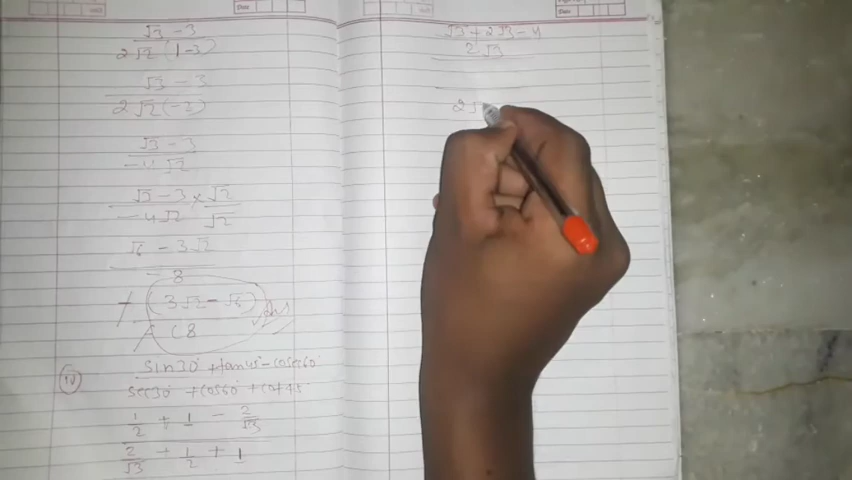 √3 - 3
2√2 (1-3)
√3 - 3
2√2 (-2)
√3 - 3
-4√2
√3 - 3 × √2
-4√2 √2
√6 - 3√2
- 8
+ (3√2 - √6) Ans
+ (8
(iv) sin30° + tan45° - cosec60°
sec30° + cos60° + cot45°
1/2 + 1 - 2/√3
2/√3 + 1/2 + 1
√3 + 2√3 - 4
2√3
2√